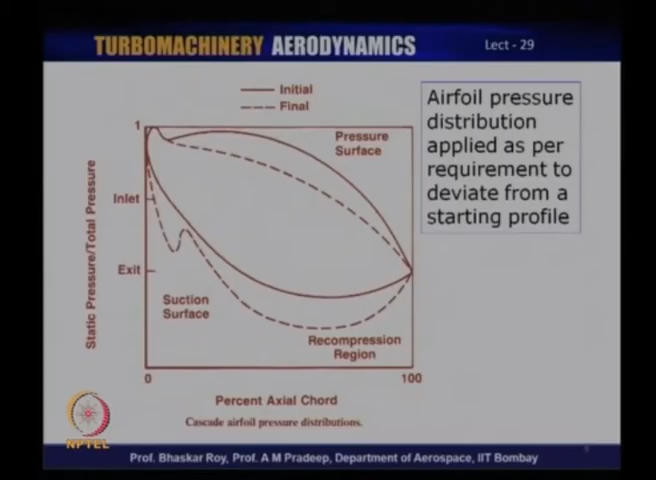 TURBOMACHINERY AERODYNAMICS
Lect - 29
Initial
Final
Airfoil pressure
distribution
applied as per
requirement to
deviate from a
starting profile
1
Pressure
Surface
Static Pressure/Total Pressure
Inlet
Exit
Suction
Surface
Recompression
Region
0
100
Percent Axial Chord
Cascade airfoil pressure distributions.
NPTEL
Prof. Bhaskar Roy, Prof. A M Pradeep, Department of Aerospace, IIT Bombay